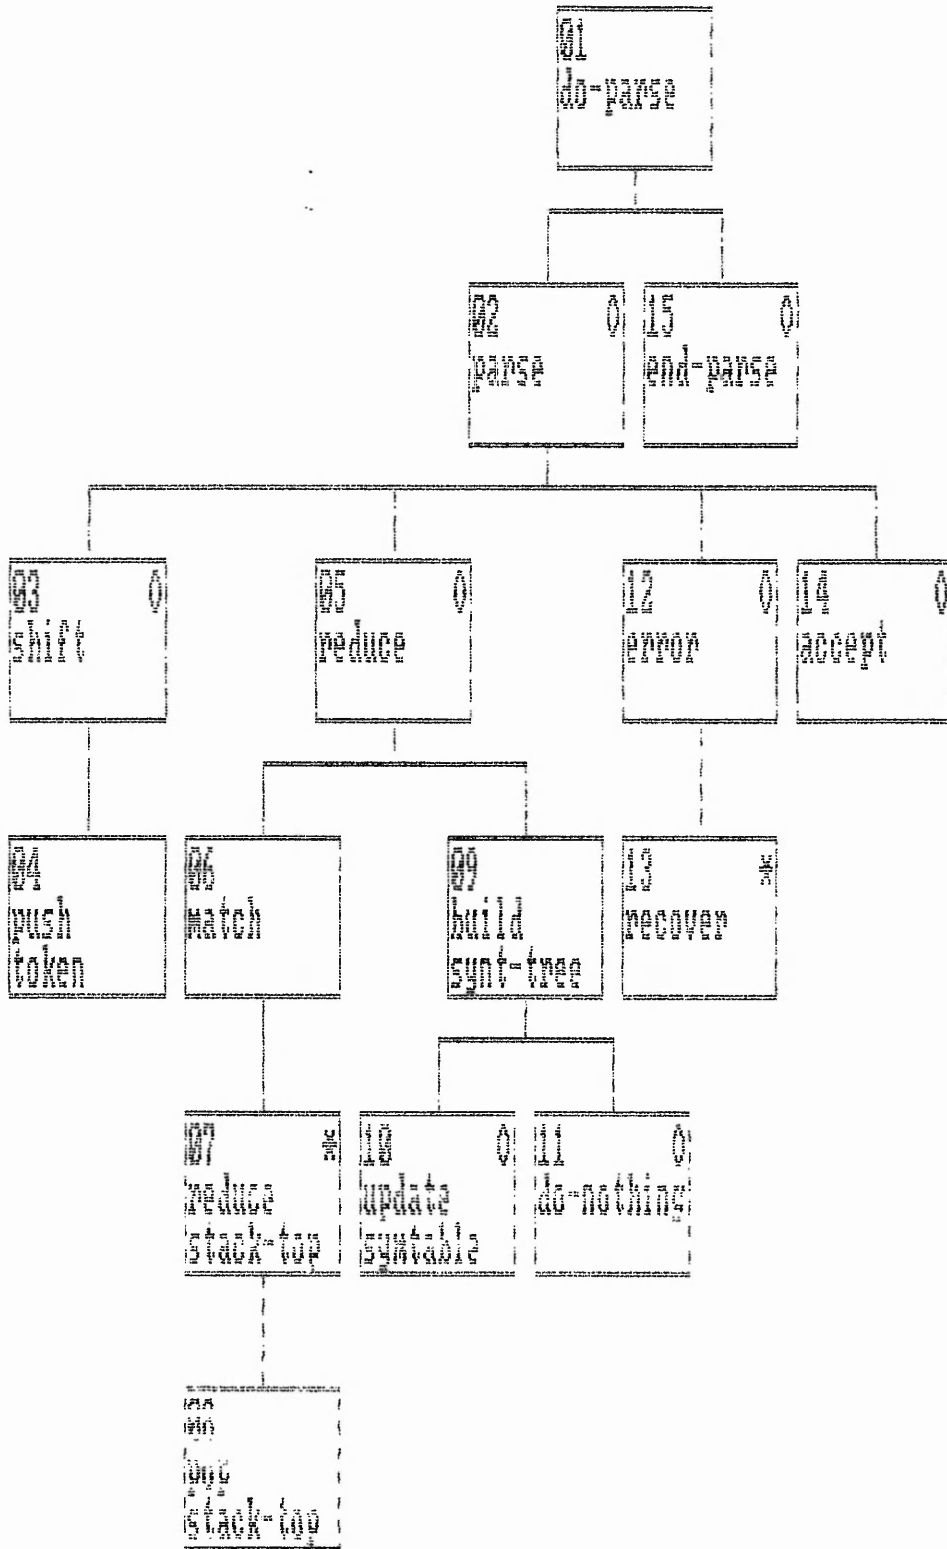 01
do-parse
02 ◊
parse
15 ◊
end-parse
03 ◊
shift
05 ◊
reduce
12 ◊
error
14 ◊
accept
04
push
token
06
match
09
build
synt-tree
13 *
recover
07 *
reduce
stack-top
10 ◊
update
symtable
11 ◊
do-nothing
08
pop
stack-top